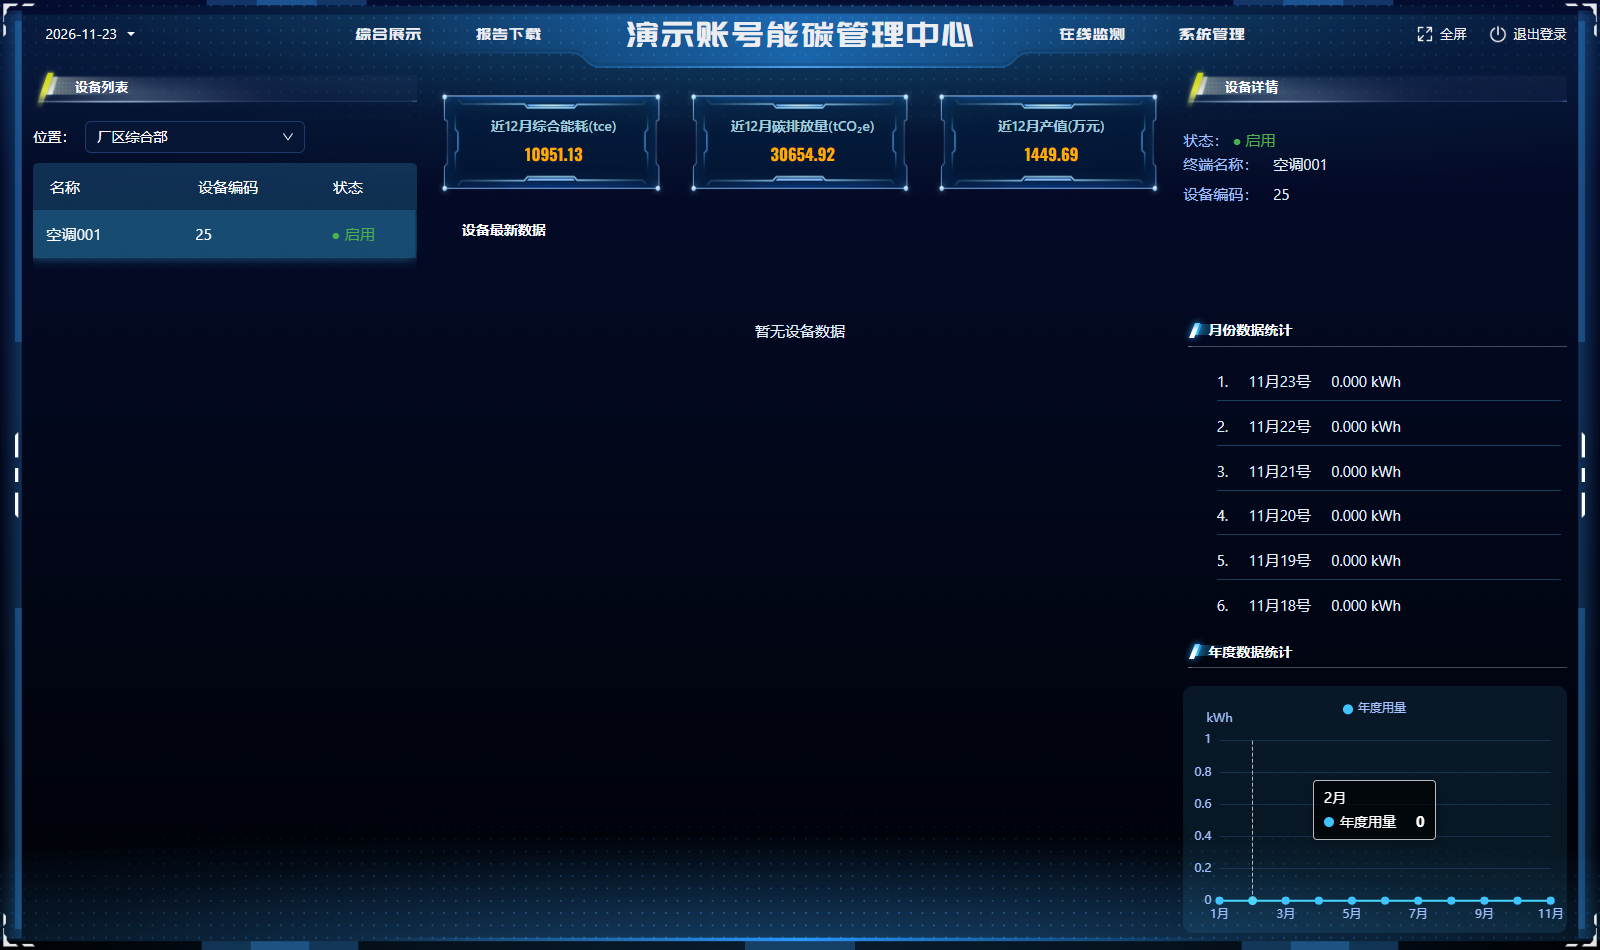 2026-11-23
综合展示
报告下载
演示账号能碳管理中心
在线监测
系统管理
全屏
退出登录
设备列表
位置：
厂区综合部
名称 设备编码 状态
空调001 25 启用
近12月综合能耗(tce)
10951.13
近12月碳排放量(tCO₂e)
30654.92
近12月产值(万元)
1449.69
设备最新数据
暂无设备数据
设备详情
状态： 启用
终端名称： 空调001
设备编码： 25
月份数据统计
1. 11月23号 0.000 kWh
2. 11月22号 0.000 kWh
3. 11月21号 0.000 kWh
4. 11月20号 0.000 kWh
5. 11月19号 0.000 kWh
6. 11月18号 0.000 kWh
年度数据统计
年度用量
kWh
1
0.8
0.6
0.4
0.2
0
2月
年度用量 0
1月 3月 5月 7月 9月 11月